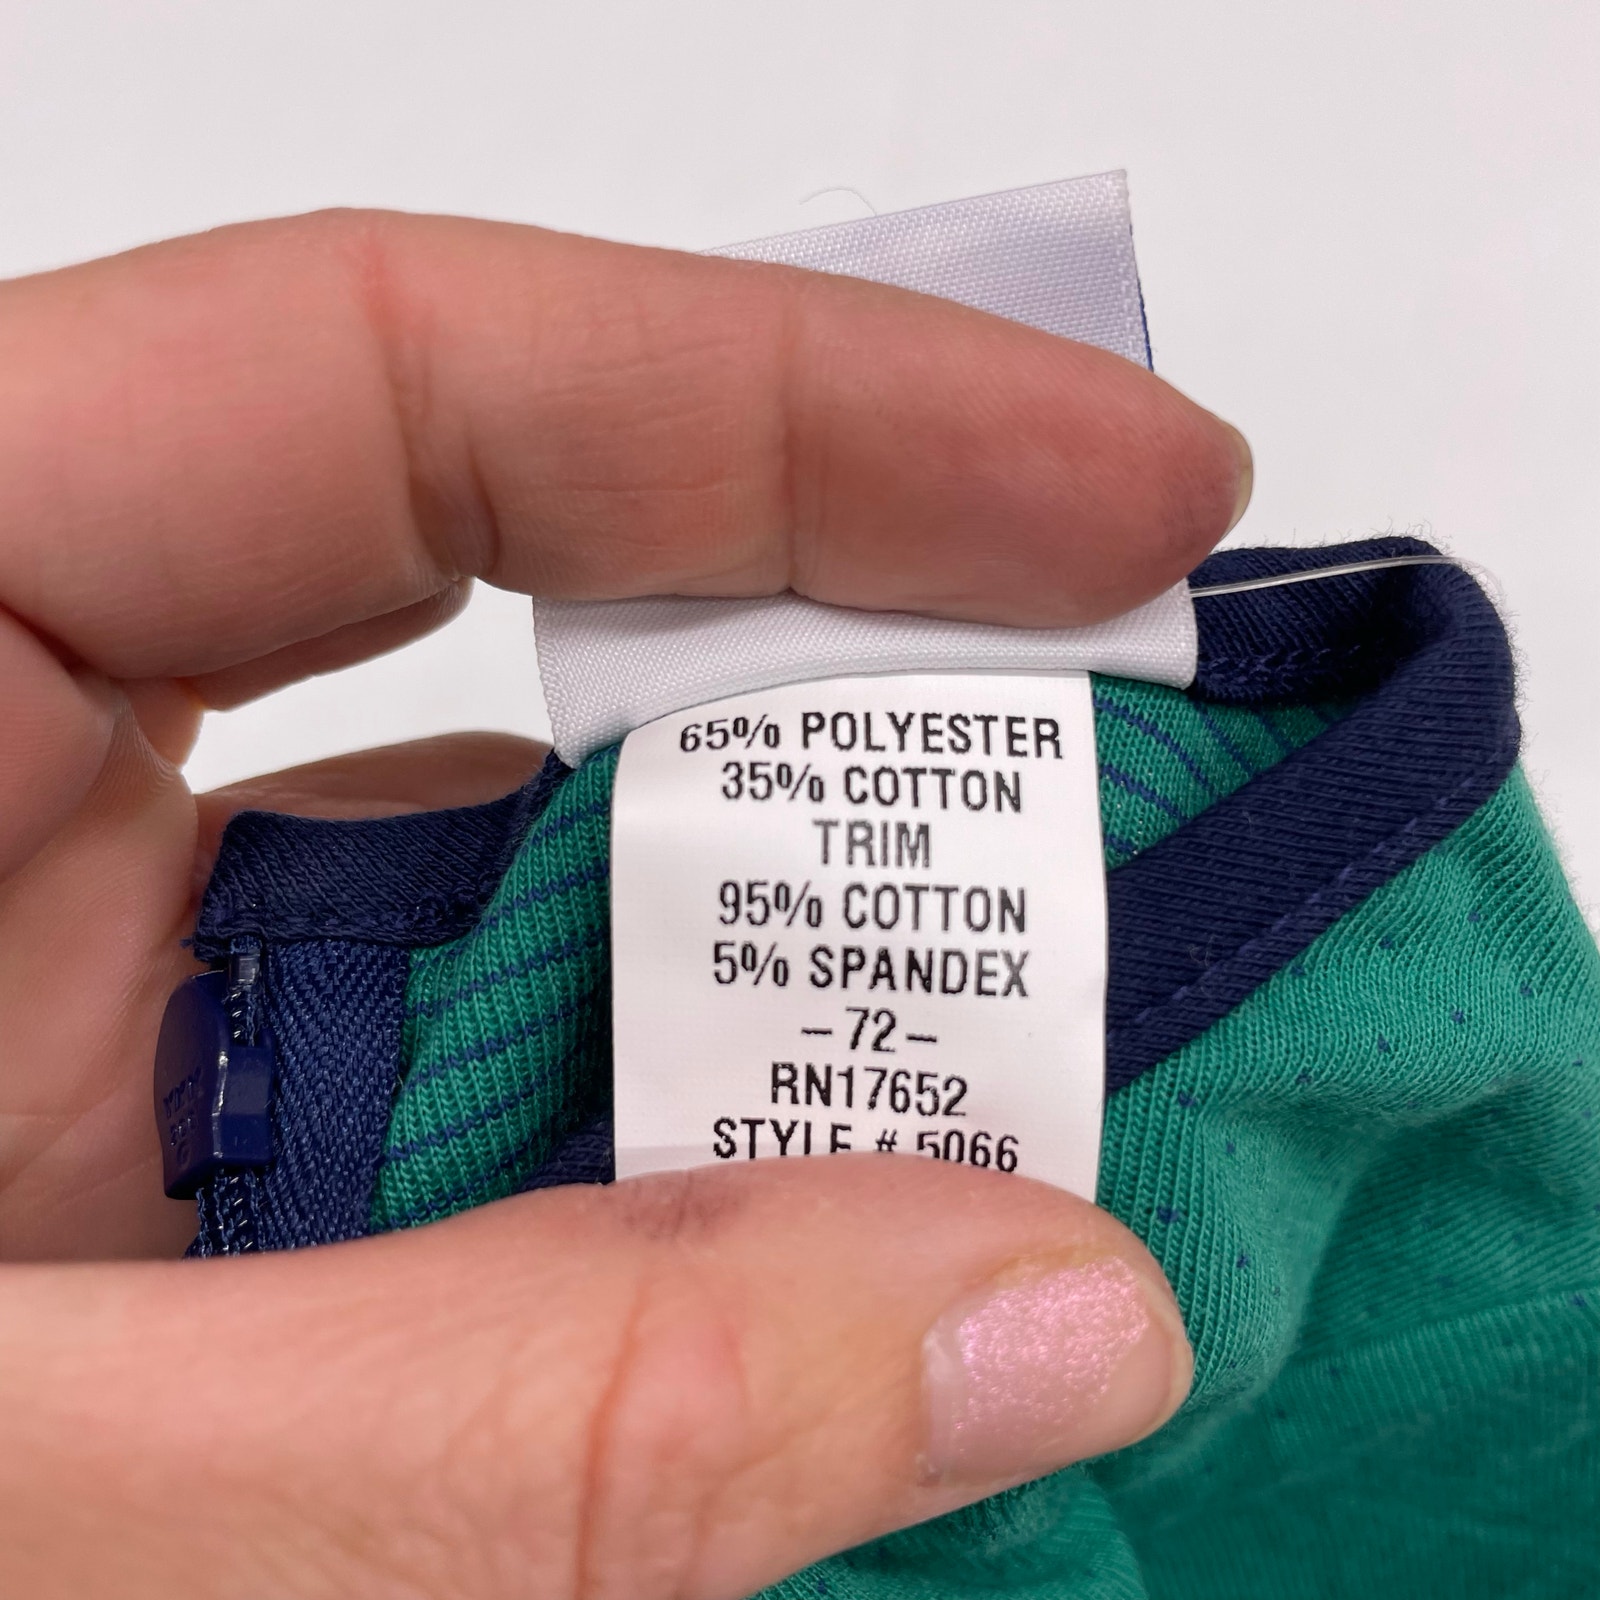 65% POLYESTER
35% COTTON
TRIM
95% COTTON
5% SPANDEX
-72-
RN17652
STYLE # 5066